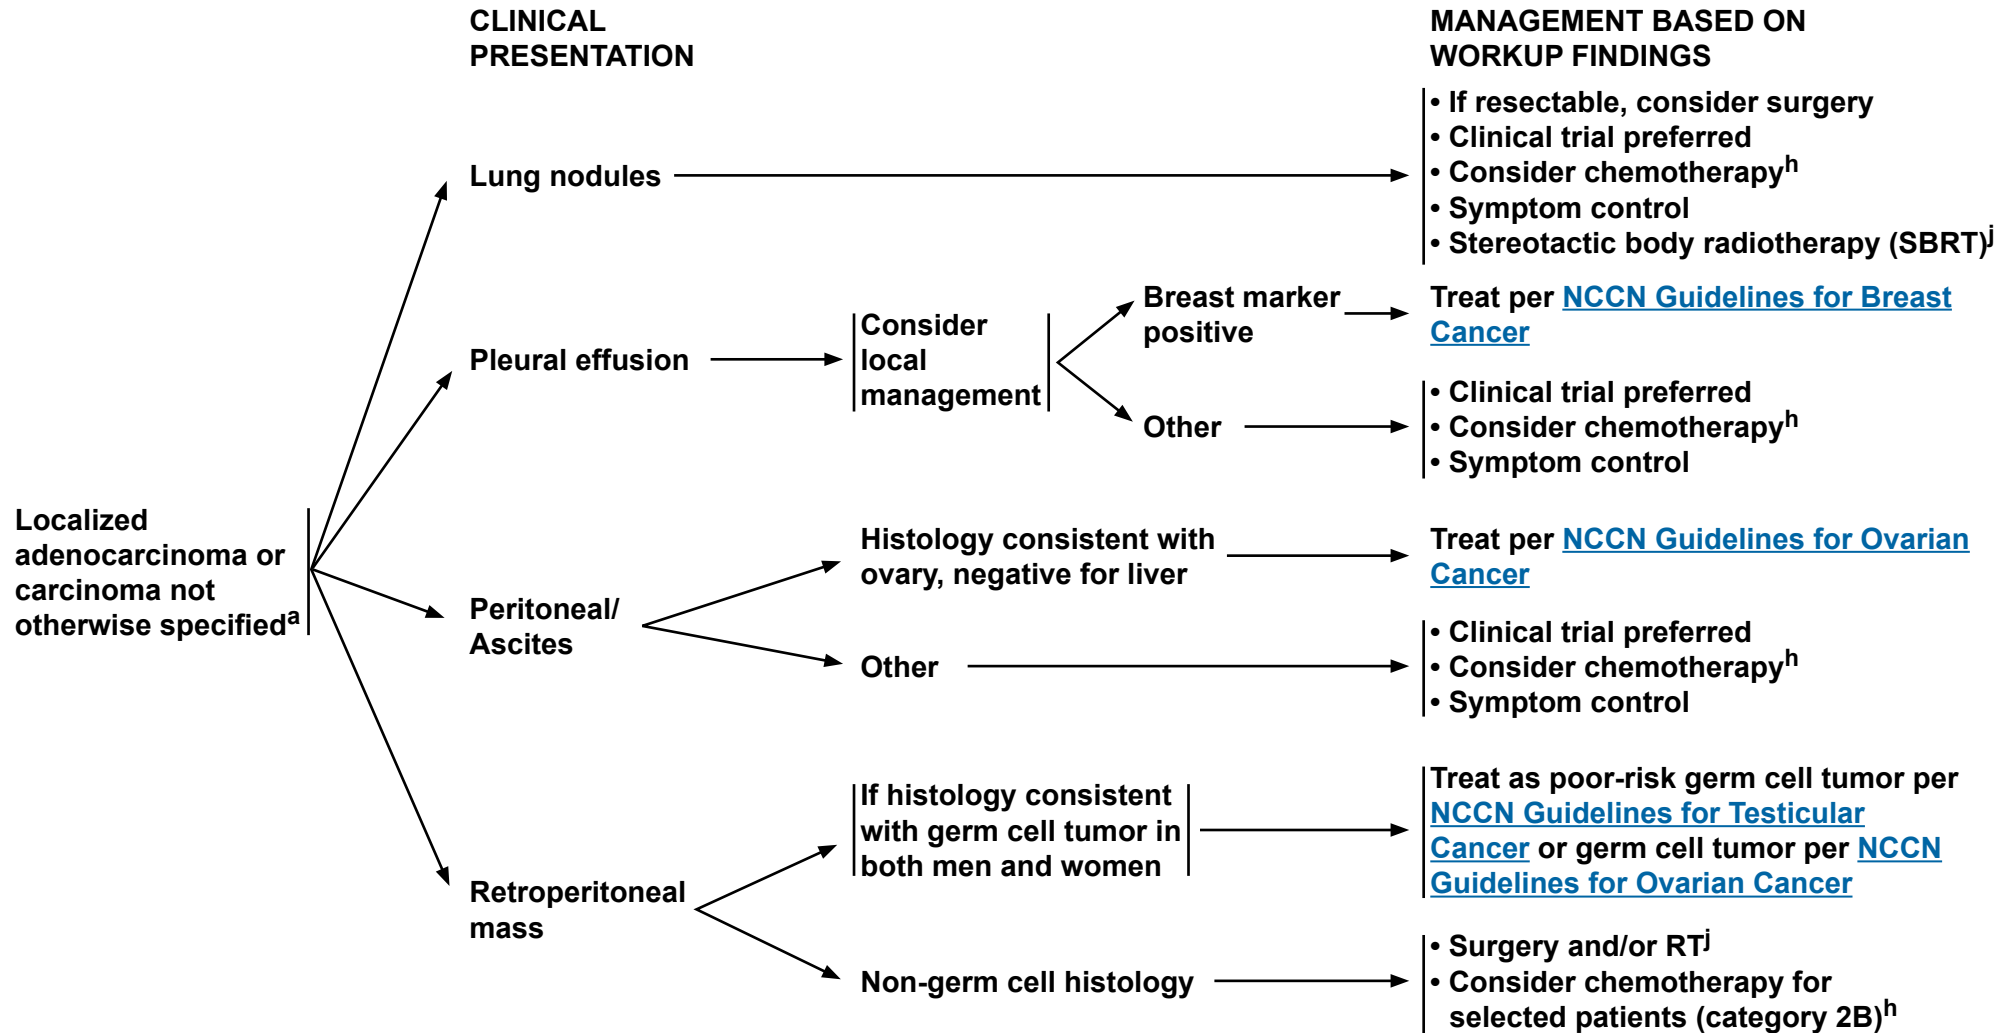 CLINICAL
PRESENTATION
MANAGEMENT BASED ON
WORKUP FINDINGS
Localized
adenocarcinoma or
carcinoma not
otherwise specifiedᵃ
Lung nodules
• If resectable, consider surgery
• Clinical trial preferred
• Consider chemotherapyʰ
• Symptom control
• Stereotactic body radiotherapy (SBRT)ʲ
Pleural effusion
Consider
local
management
Breast marker
positive
Treat per NCCN Guidelines for Breast
Cancer
Other
• Clinical trial preferred
• Consider chemotherapyʰ
• Symptom control
Peritoneal/
Ascites
Histology consistent with
ovary, negative for liver
Treat per NCCN Guidelines for Ovarian
Cancer
Other
• Clinical trial preferred
• Consider chemotherapyʰ
• Symptom control
Retroperitoneal
mass
If histology consistent
with germ cell tumor in
both men and women
Treat as poor-risk germ cell tumor per
NCCN Guidelines for Testicular
Cancer or germ cell tumor per NCCN
Guidelines for Ovarian Cancer
Non-germ cell histology
• Surgery and/or RTʲ
• Consider chemotherapy for
selected patients (category 2B)ʰ